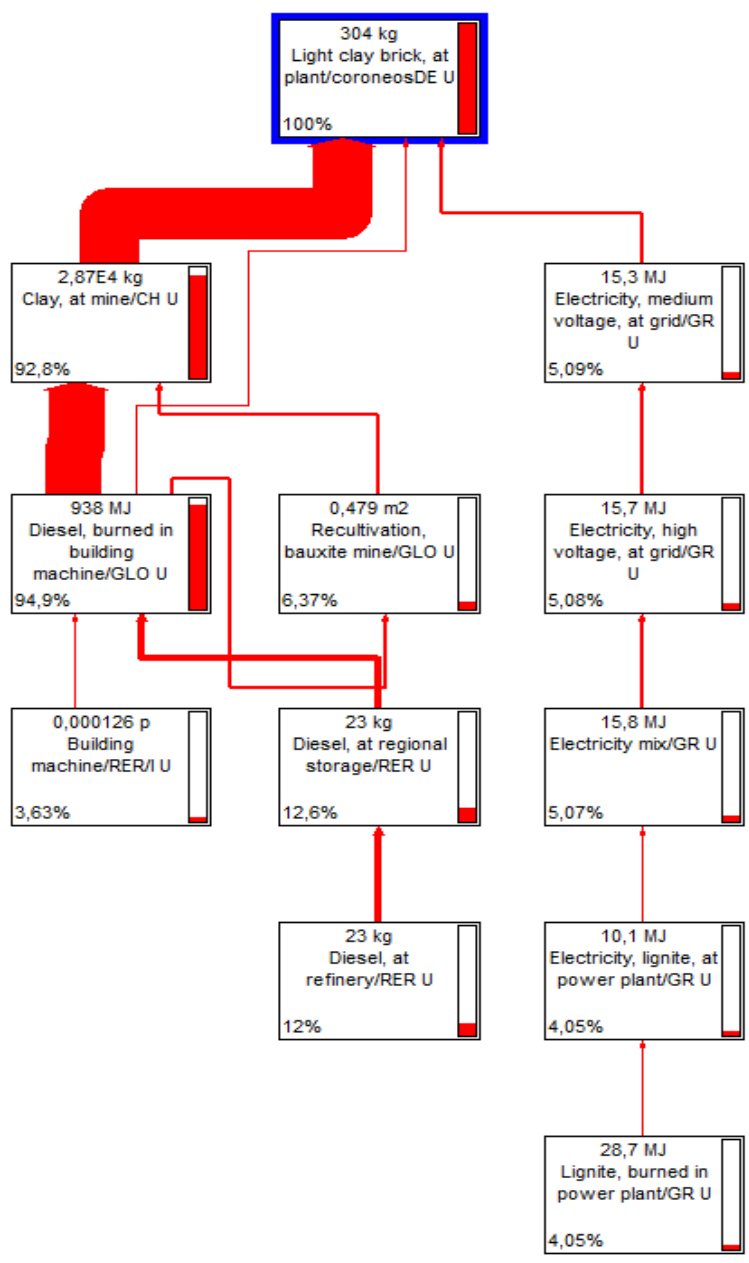 304 kg
Light clay brick, at
plant/coroneosDE U
100%
2,87E4 kg
Clay, at mine/CH U
92,8%
15,3 MJ
Electricity, medium
voltage, at grid/GR
U
5,09%
938 MJ
Diesel, burned in
building
machine/GLO U
94,9%
0,479 m2
Recultivation,
bauxite mine/GLO U
6,37%
15,7 MJ
Electricity, high
voltage, at grid/GR
U
5,08%
0,000126 p
Building
machine/RER/I U
3,63%
23 kg
Diesel, at regional
storage/RER U
12,6%
15,8 MJ
Electricity mix/GR U
5,07%
23 kg
Diesel, at
refinery/RER U
12%
10,1 MJ
Electricity, lignite, at
power plant/GR U
4,05%
28,7 MJ
Lignite, burned in
power plant/GR U
4,05%